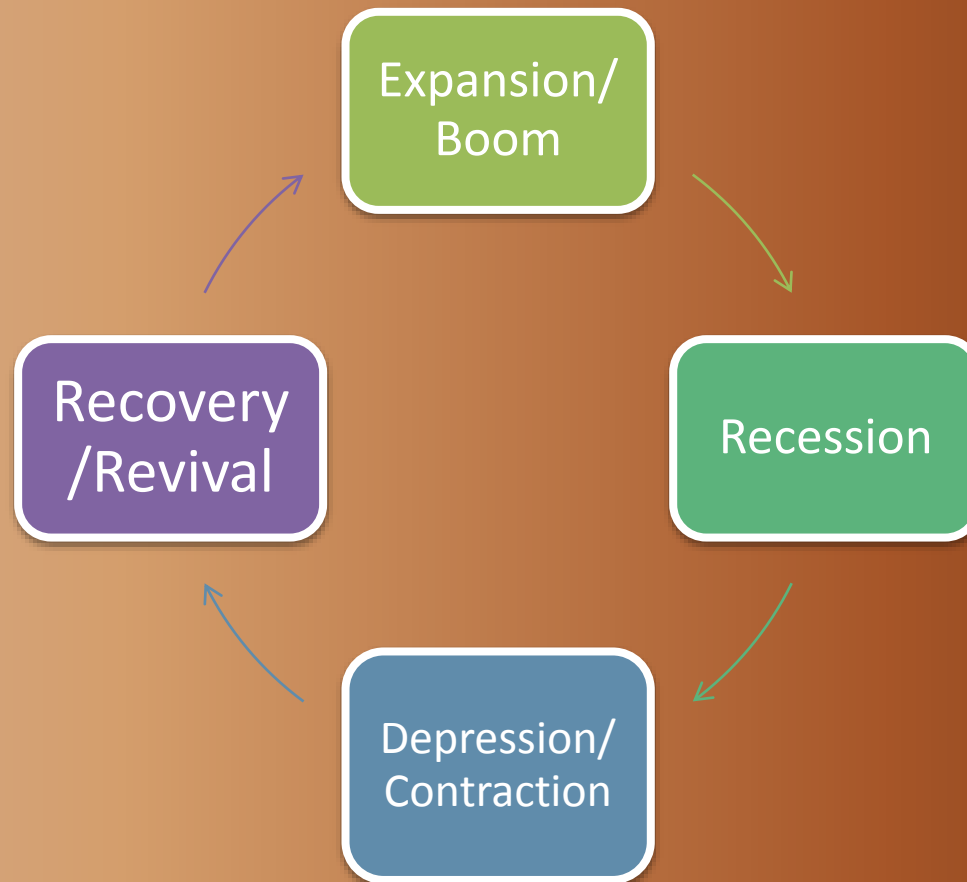 Expansion/
Boom
Recovery
/Revival
Recession
Depression/
Contraction